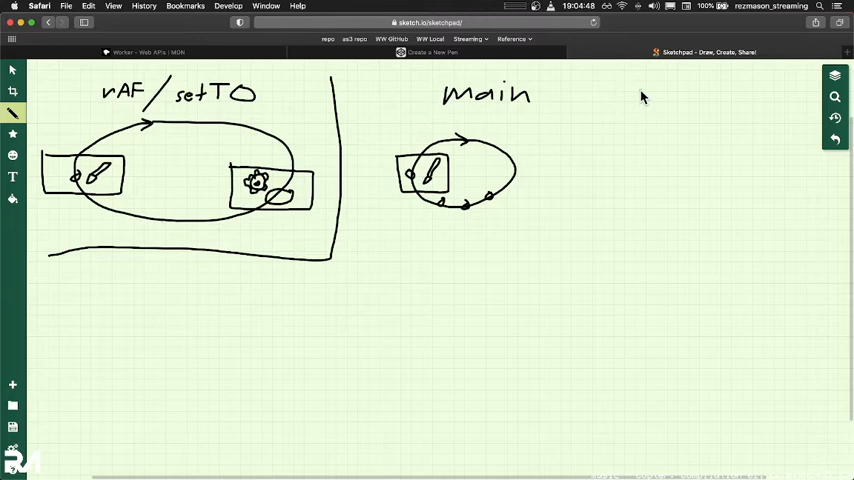 Safari File Edit View History Bookmarks Develop Window Help 100% 19:04:48 rezmason_streaming
sketch.io/sketchpad/
repo as3 repo WW GitHub WW Local Streaming Reference
Worker - Web APIs | MDN Create a New Pen Sketchpad - Draw, Create, Share!
rAF/setTO main
T
RA